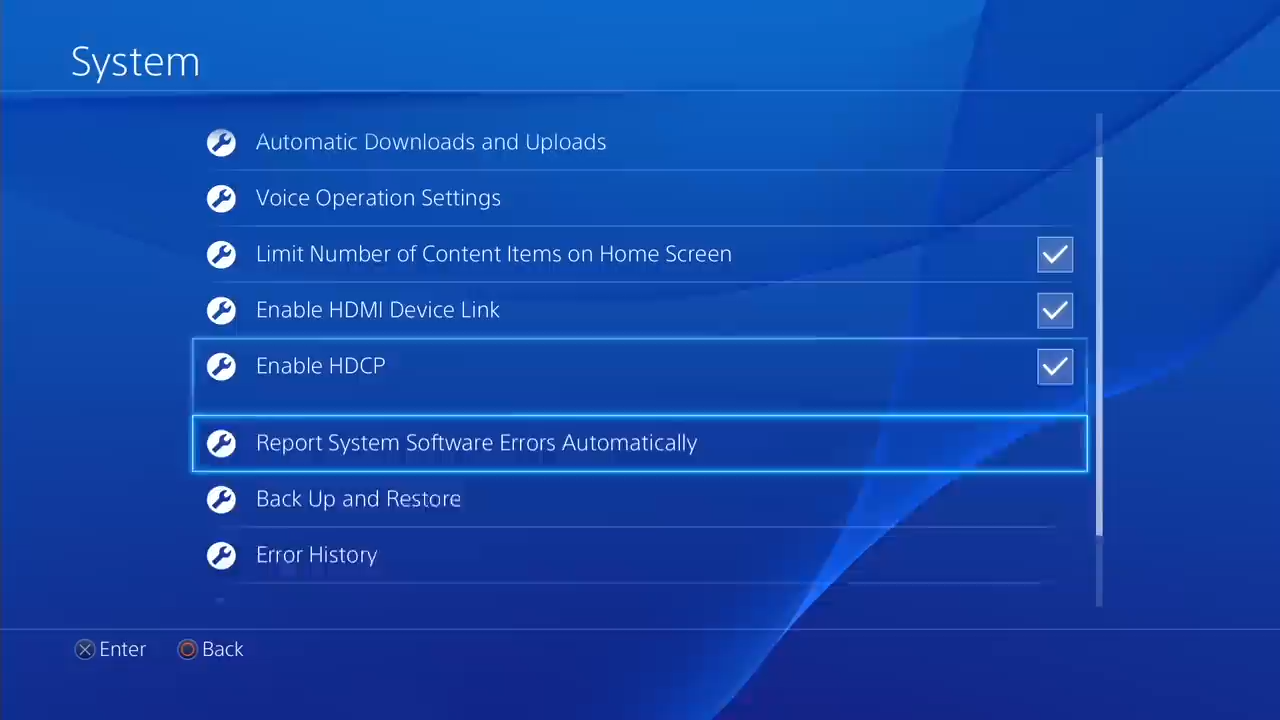 System
Automatic Downloads and Uploads
Voice Operation Settings
Limit Number of Content Items on Home Screen
Enable HDMI Device Link
Enable HDCP
Report System Software Errors Automatically
Back Up and Restore
Error History
Enter Back